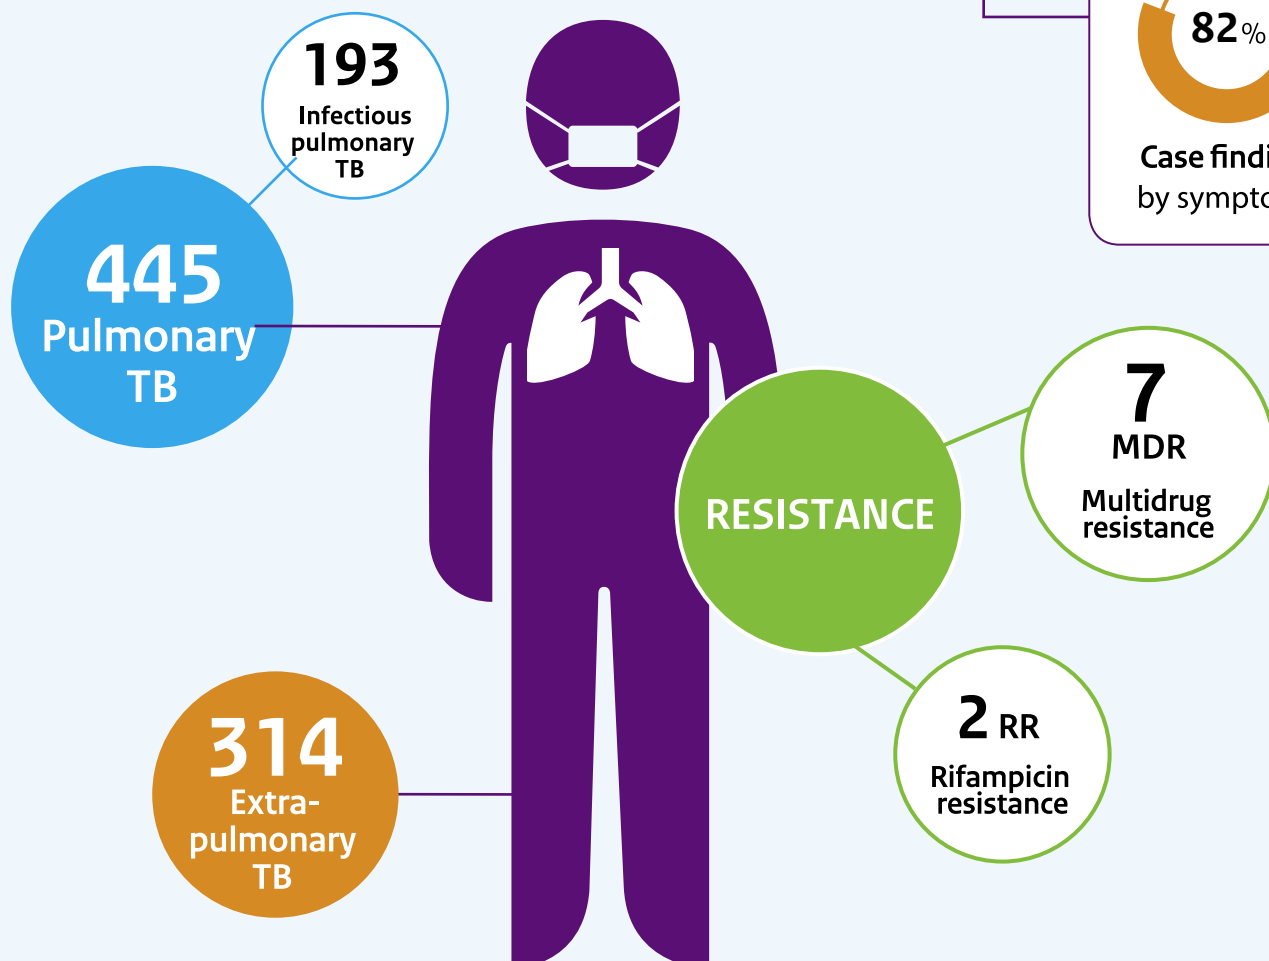 193
Infectious
pulmonary
TB
445
Pulmonary
TB
82%
Case findi
by sympto
RESISTANCE
7
MDR
Multidrug
resistance
2 RR
Rifampicin
resistance
314
Extra-
pulmonary
TB